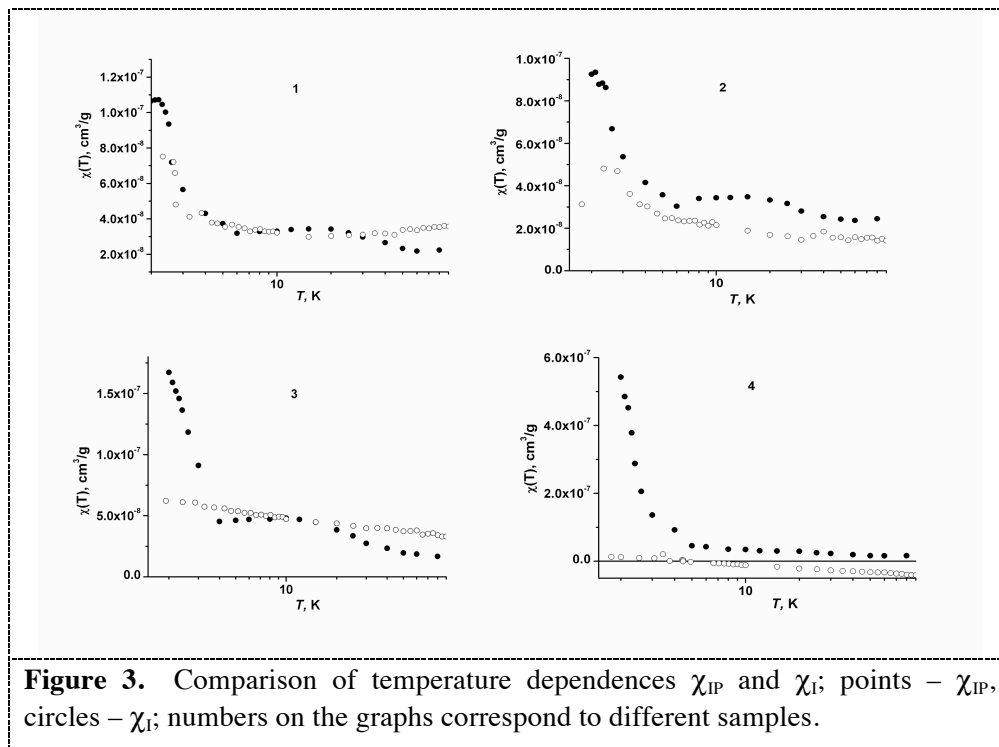 1
1.2x10⁻⁷
1.0x10⁻⁷
8.0x10⁻⁸
6.0x10⁻⁸
4.0x10⁻⁸
2.0x10⁻⁸
χ(T), cm³/g
10
T, K
2
1.0x10⁻⁷
8.0x10⁻⁸
6.0x10⁻⁸
4.0x10⁻⁸
2.0x10⁻⁸
0.0
χ(T), cm³/g
10
T, K
3
1.5x10⁻⁷
1.0x10⁻⁷
5.0x10⁻⁸
0.0
χ(T), cm³/g
10
T, K
4
6.0x10⁻⁷
4.0x10⁻⁷
2.0x10⁻⁷
0.0
χ(T), cm³/g
10
T, K
Figure 3. Comparison of temperature dependences χIP and χI; points – χIP,
circles – χI; numbers on the graphs correspond to different samples.